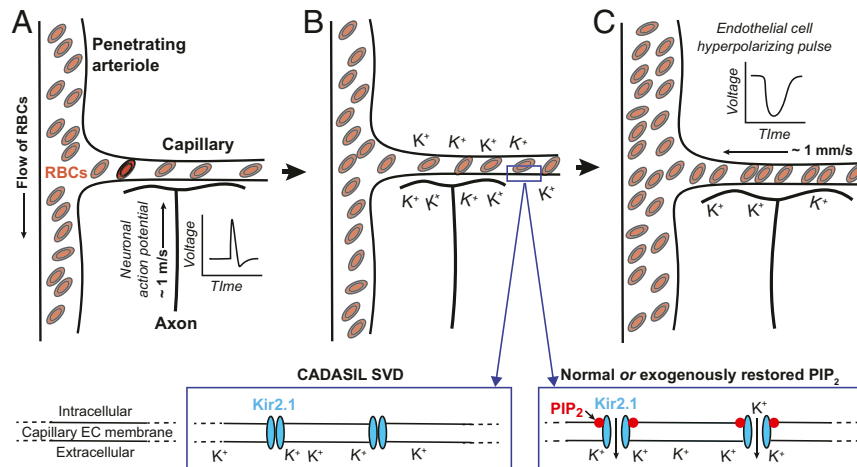 A
Penetrating
arteriole
Flow of RBCs
RBCs
Capillary
Neuronal
action potential
~ 1 m/s
Voltage
TIme
Axon
B
K+ K+ K+ K+
K+ K+ K+ K+ K+
C
Endothelial cell
hyperpolarizing pulse
Voltage
TIme
~ 1 mm/s
K+ K+ K+
CADASIL SVD
Normal or exogenously restored PIP2
Intracellular
Capillary EC membrane
Extracellular
Kir2.1
K+ K+ K+ K+ K+
PIP2
Kir2.1
K+
K+ K+ K+ K+ K+